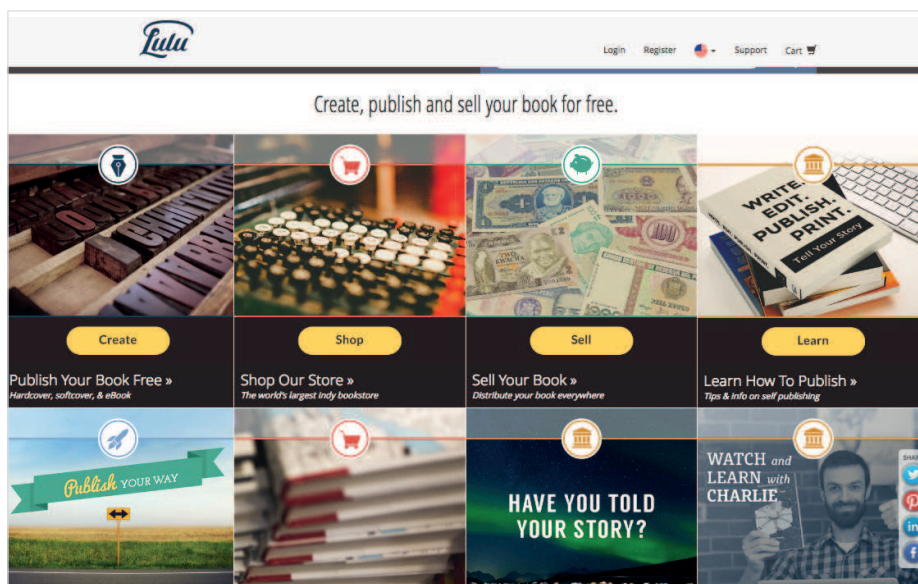 Lulu
Login Register Support Cart
Create, publish and sell your book for free.
WRITE.
EDIT.
PUBLISH.
PRINT.
Tell Your Story
Create
Shop
Sell
Learn
Publish Your Book Free »
Hardcover, softcover, & eBook
Shop Our Store »
The world's largest indy bookstore
Sell Your Book »
Distribute your book everywhere
Learn How To Publish »
Tips & info on self publishing
Publish YOUR WAY
HAVE YOU TOLD
YOUR STORY?
WATCH and
LEARN with
CHARLIE
SHAR
in
f